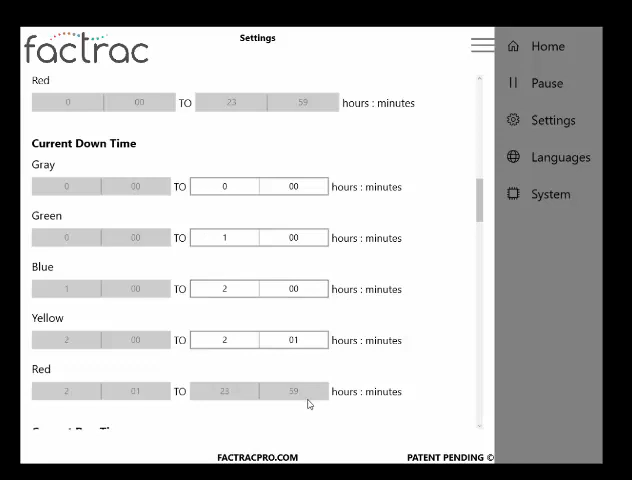 factrac
Settings
Home
Pause
Settings
Languages
System
Red
0 00 TO 23 59 hours : minutes
Current Down Time
Gray
0 00 TO 0 00 hours : minutes
Green
0 00 TO 1 00 hours : minutes
Blue
1 00 TO 2 00 hours : minutes
Yellow
2 00 TO 2 01 hours : minutes
Red
2 01 TO 23 59 hours : minutes
FACTRACPRO.COM
PATENT PENDING ©